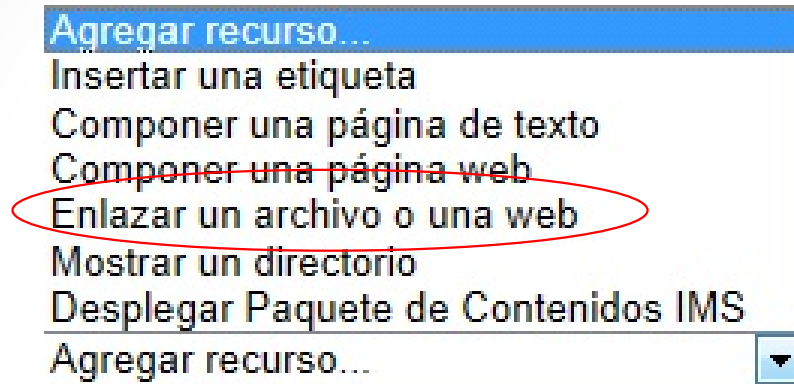 Agregar recurso...
Insertar una etiqueta
Componer una página de texto
Componer una página web
Enlazar un archivo o una web
Mostrar un directorio
Desplegar Paquete de Contenidos IMS
Agregar recurso...